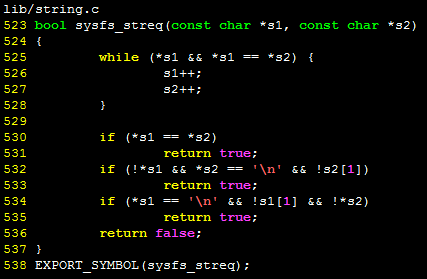 lib/string.c
523 bool sysfs_streq(const char *s1, const char *s2)
524 {
525         while (*s1 && *s1 == *s2) {
526                 s1++;
527                 s2++;
528         }
529
530         if (*s1 == *s2)
531                 return true;
532         if (!*s1 && *s2 == '\n' && !s2[1])
533                 return true;
534         if (*s1 == '\n' && !s1[1] && !*s2)
535                 return true;
536         return false;
537 }
538 EXPORT_SYMBOL(sysfs_streq);